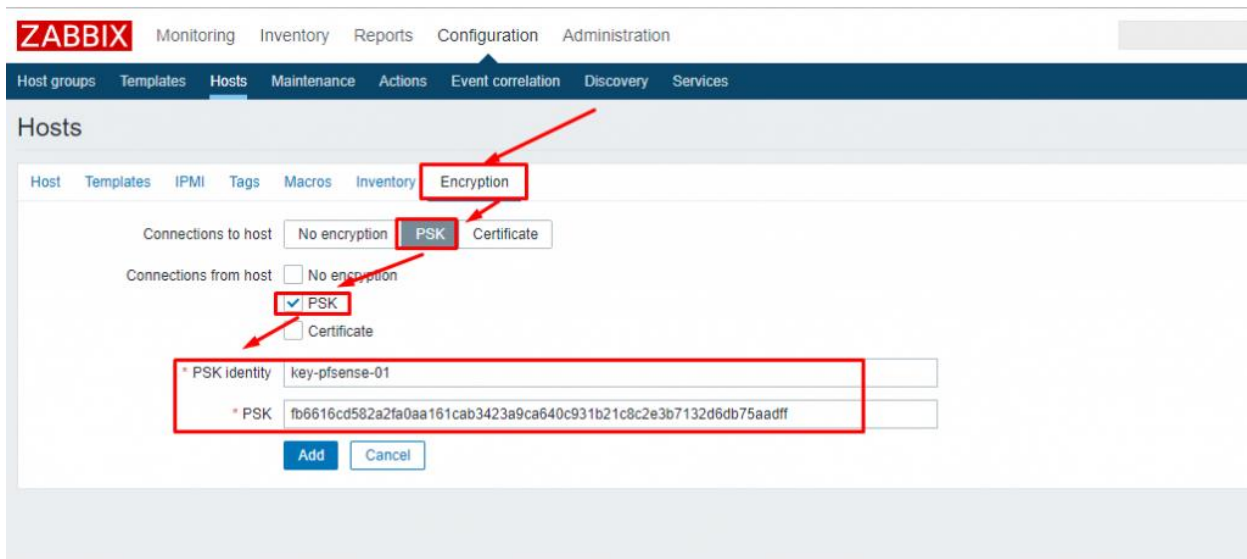 ZABBIX Monitoring Inventory Reports Configuration Administration
Host groups Templates Hosts Maintenance Actions Event correlation Discovery Services
Hosts
Host Templates IPMI Tags Macros Inventory Encryption
Connections to host No encryption PSK Certificate
Connections from host No encryption
PSK
Certificate
* PSK identity key-pfsense-01
* PSK fb6616cd582a2fa0aa161cab3423a9ca640c931b21c8c2e3b7132d6db75aadff
Add Cancel